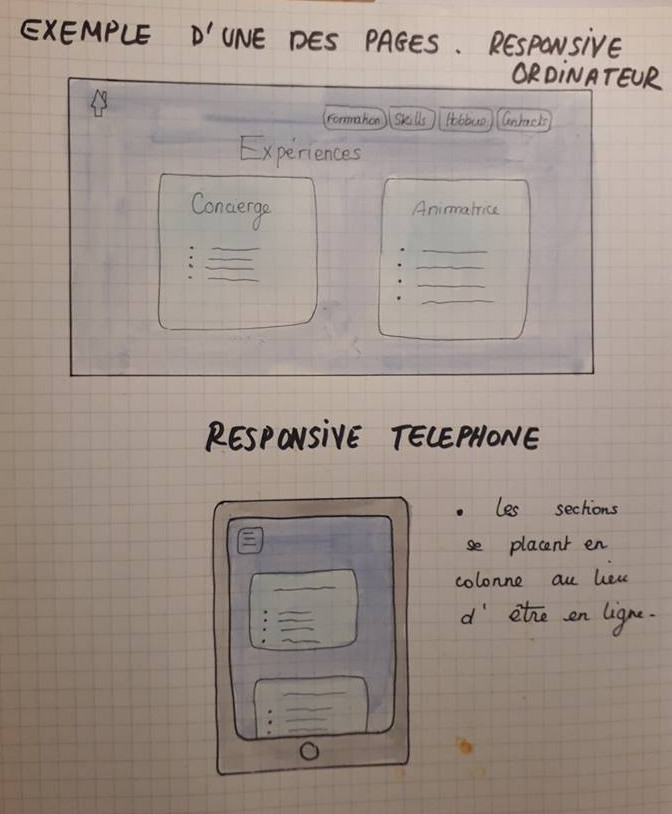 EXEMPLE D'UNE DES PAGES. RESPONSIVE
ORDINATEUR
Formation Skills Hobbies Contacts
Expériences
Concierge Animatrice
RESPONSIVE TELEPHONE
• les sections
se placent en
colonne au lieu
d'être en ligne.